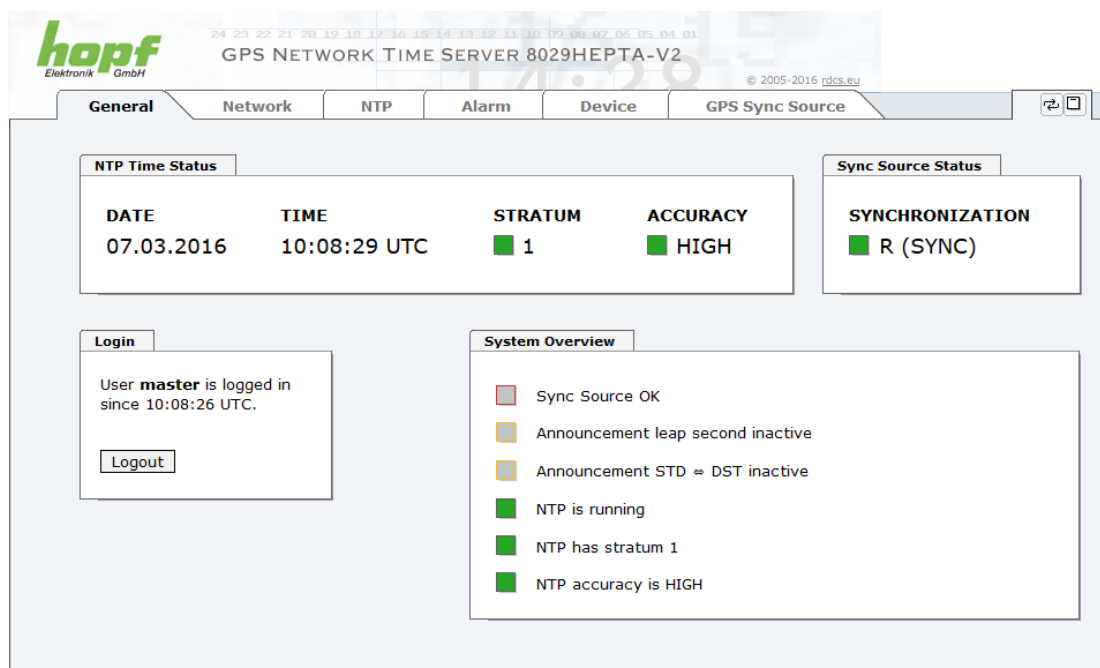 hopf
Elektronik GmbH
24 23 22 21 20 19 18 17 16 15 14 13 12 11 10 09 08 07 06 05 04 01
GPS NETWORK TIME SERVER 8029HEPTA-V2
14:28
© 2005-2016 rdcs.eu
General Network NTP Alarm Device GPS Sync Source
NTP Time Status
DATE TIME STRATUM ACCURACY
07.03.2016 10:08:29 UTC 1 HIGH
Sync Source Status
SYNCHRONIZATION
R (SYNC)
Login
User master is logged in
since 10:08:26 UTC.
Logout
System Overview
Sync Source OK
Announcement leap second inactive
Announcement STD ⇔ DST inactive
NTP is running
NTP has stratum 1
NTP accuracy is HIGH